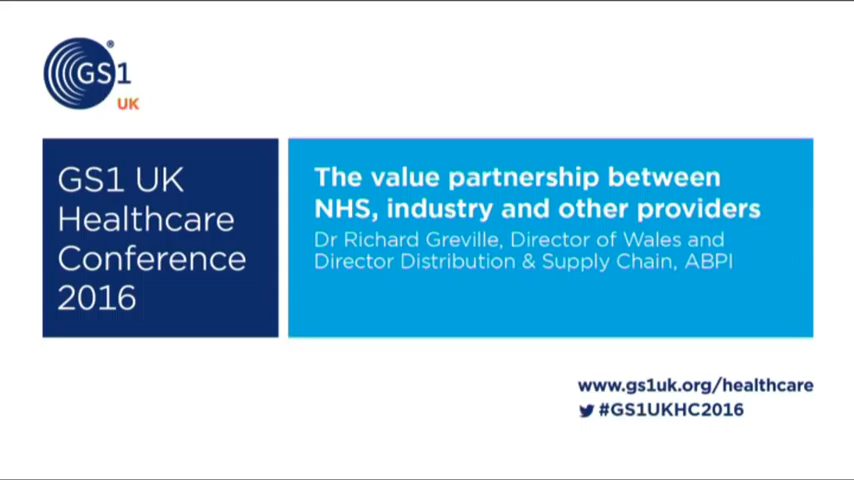 GS1
UK
GS1 UK
Healthcare
Conference
2016
The value partnership between
NHS, industry and other providers
Dr Richard Greville, Director of Wales and
Director Distribution & Supply Chain, ABPI
www.gs1uk.org/healthcare
#GS1UKHC2016